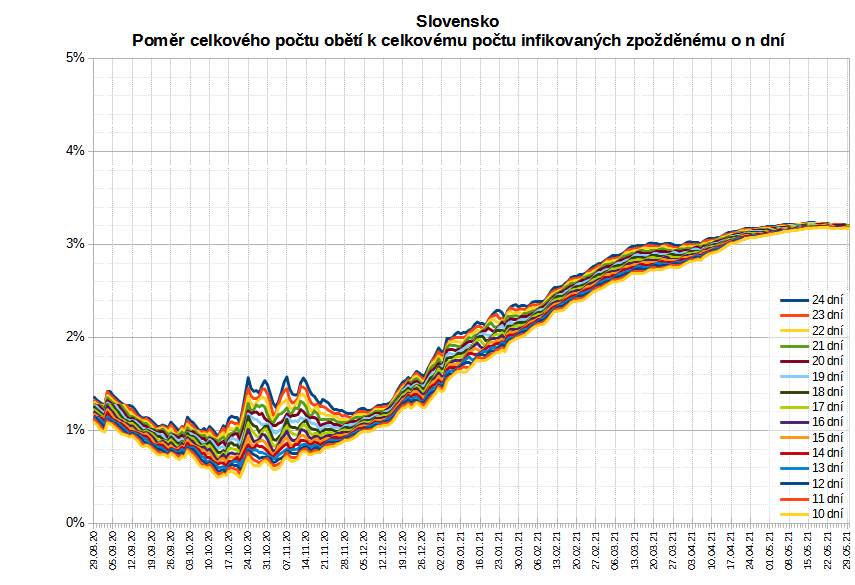 Slovensko
Poměr celkového počtu obětí k celkovému počtu infikovaných zpožděnému o n dní
5%
4%
3%
2%
1%
0%
24 dní
23 dní
22 dní
21 dní
20 dní
19 dní
18 dní
17 dní
16 dní
15 dní
14 dní
13 dní
12 dní
11 dní
10 dní
29.08.20
05.09.20
12.09.20
19.09.20
26.09.20
03.10.20
10.10.20
17.10.20
24.10.20
31.10.20
07.11.20
14.11.20
21.11.20
28.11.20
05.12.20
12.12.20
19.12.20
26.12.20
02.01.21
09.01.21
16.01.21
23.01.21
30.01.21
06.02.21
13.02.21
20.02.21
27.02.21
06.03.21
13.03.21
20.03.21
27.03.21
03.04.21
10.04.21
17.04.21
24.04.21
01.05.21
08.05.21
15.05.21
22.05.21
29.05.21